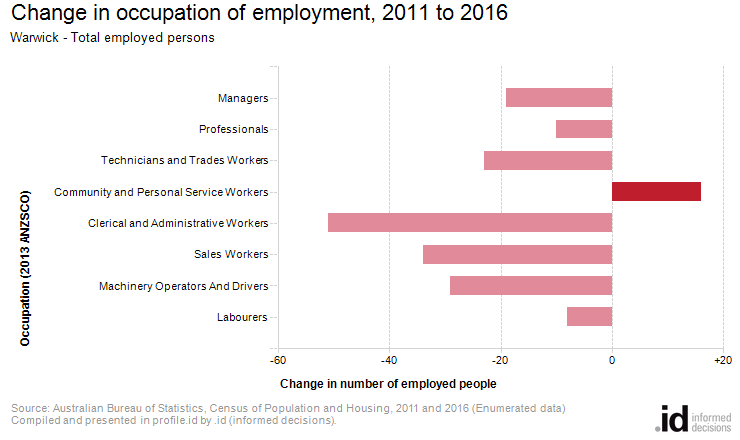 Change in occupation of employment, 2011 to 2016
Warwick - Total employed persons
Occupation (2013 ANZSCO)
Managers
Professionals
Technicians and Trades Workers
Community and Personal Service Workers
Clerical and Administrative Workers
Sales Workers
Machinery Operators And Drivers
Labourers
-60 -40 -20 0 +20
Change in number of employed people
Source: Australian Bureau of Statistics, Census of Population and Housing, 2011 and 2016 (Enumerated data)
Compiled and presented in profile.id by .id (informed decisions).
.id informed
decisions